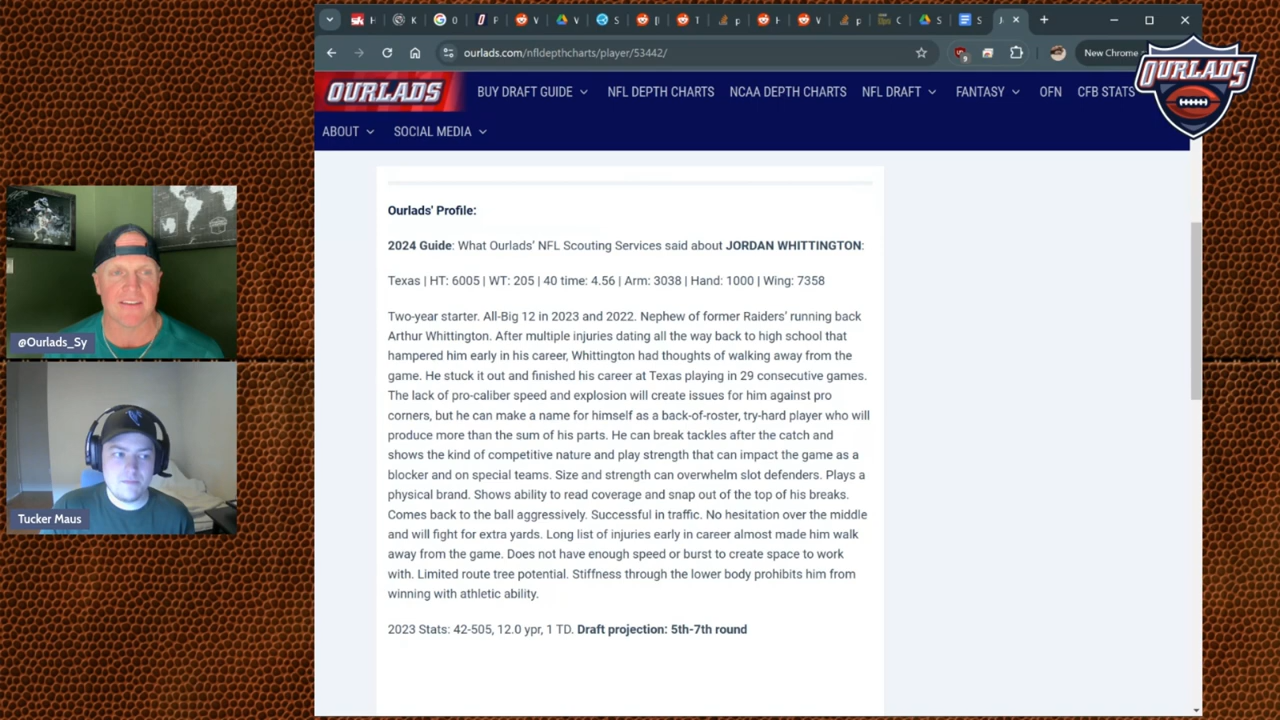 H
K
G
O
P
V
V
S
[
T
p
H
V
p
C
S
S
J
ourlads.com/nfldepthcharts/player/53442/
9
New Chrome
OURLADS
OURLADS
BUY DRAFT GUIDE
NFL DEPTH CHARTS
NCAA DEPTH CHARTS
NFL DRAFT
FANTASY
OFN
CFB STATS
ABOUT
SOCIAL MEDIA
Ourlads' Profile:
2024 Guide: What Ourlads' NFL Scouting Services said about JORDAN WHITTINGTON:
Texas | HT: 6005 | WT: 205 | 40 time: 4.56 | Arm: 3038 | Hand: 1000 | Wing: 7358
Two-year starter. All-Big 12 in 2023 and 2022. Nephew of former Raiders' running back
Arthur Whittington. After multiple injuries dating all the way back to high school that
hampered him early in his career, Whittington had thoughts of walking away from the
game. He stuck it out and finished his career at Texas playing in 29 consecutive games.
The lack of pro-caliber speed and explosion will create issues for him against pro
corners, but he can make a name for himself as a back-of-roster, try-hard player who will
produce more than the sum of his parts. He can break tackles after the catch and
shows the kind of competitive nature and play strength that can impact the game as a
blocker and on special teams. Size and strength can overwhelm slot defenders. Plays a
physical brand. Shows ability to read coverage and snap out of the top of his breaks.
Comes back to the ball aggressively. Successful in traffic. No hesitation over the middle
and will fight for extra yards. Long list of injuries early in career almost made him walk
away from the game. Does not have enough speed or burst to create space to work
with. Limited route tree potential. Stiffness through the lower body prohibits him from
winning with athletic ability.
2023 Stats: 42-505, 12.0 ypr, 1 TD. Draft projection: 5th-7th round
@Ourlads_Sy
Tucker Maus